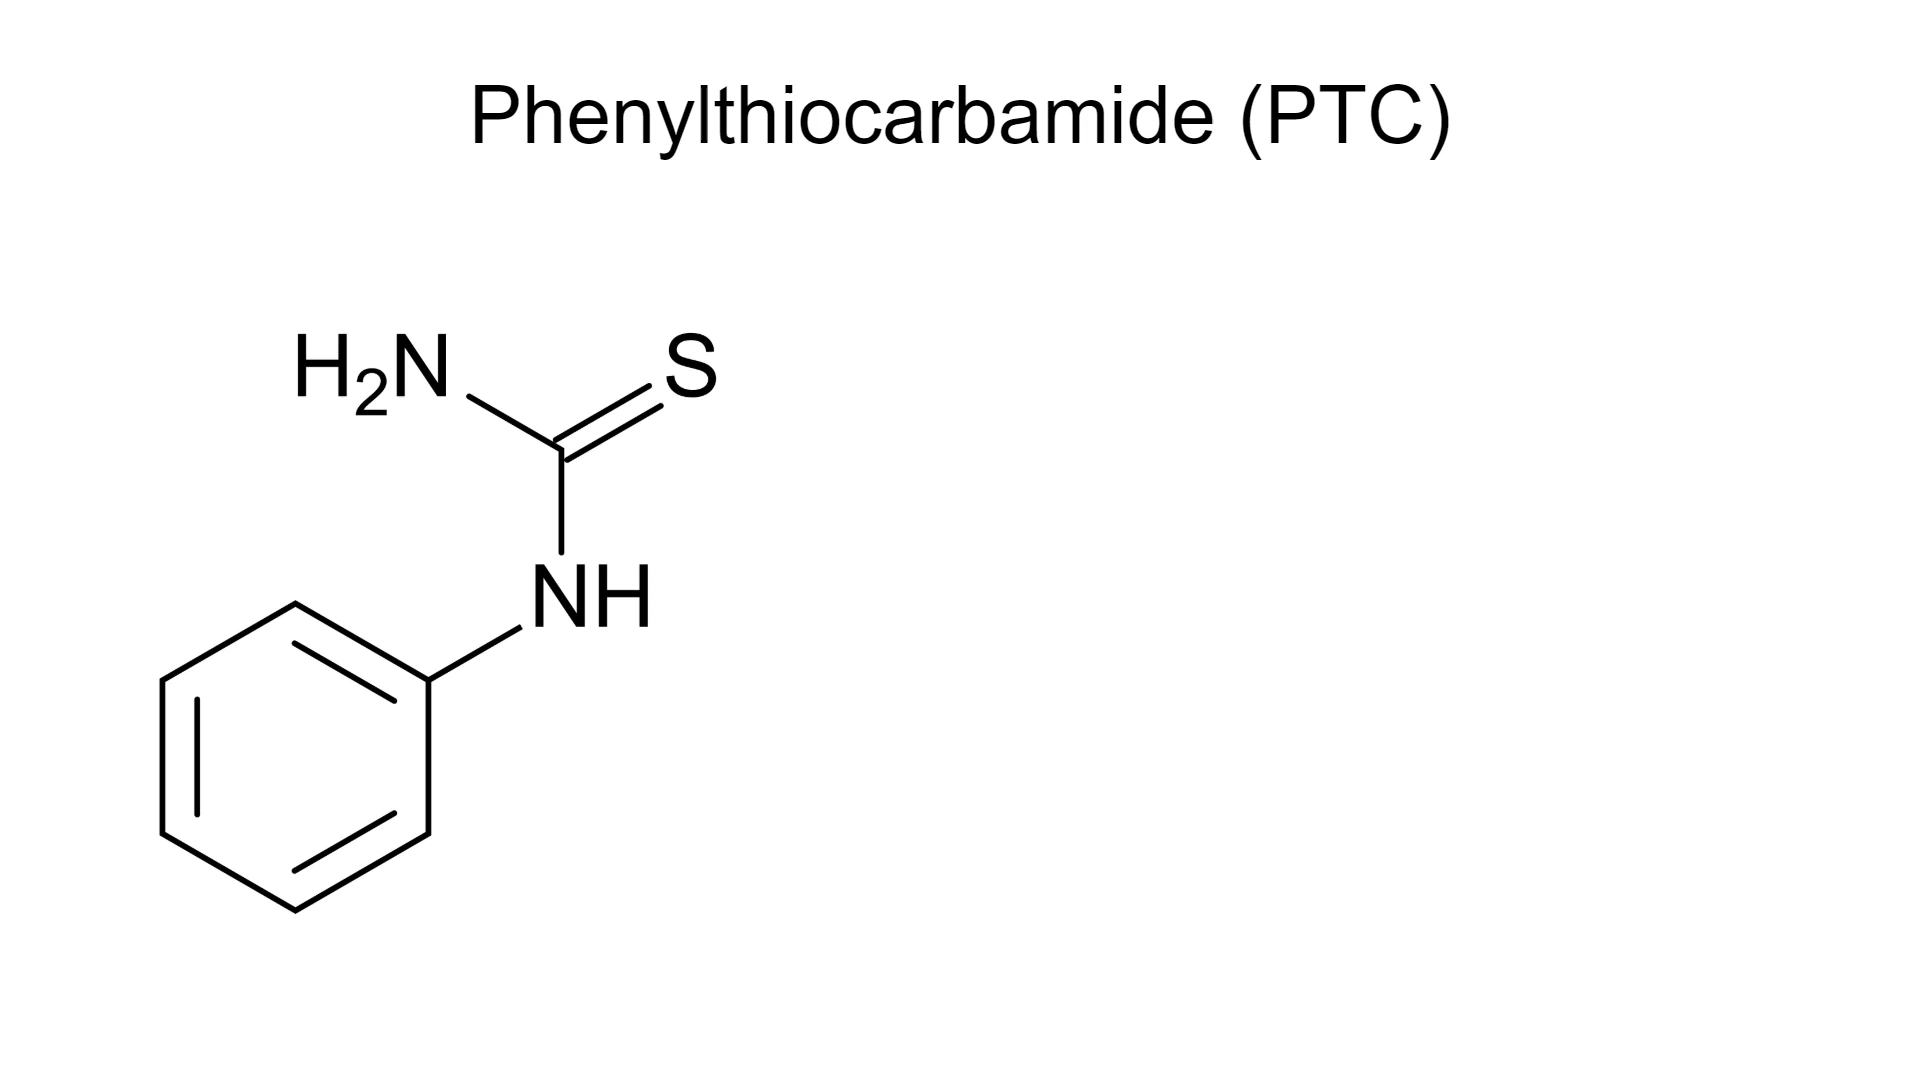 Phenylthiocarbamide (PTC)
H₂N
S
NH